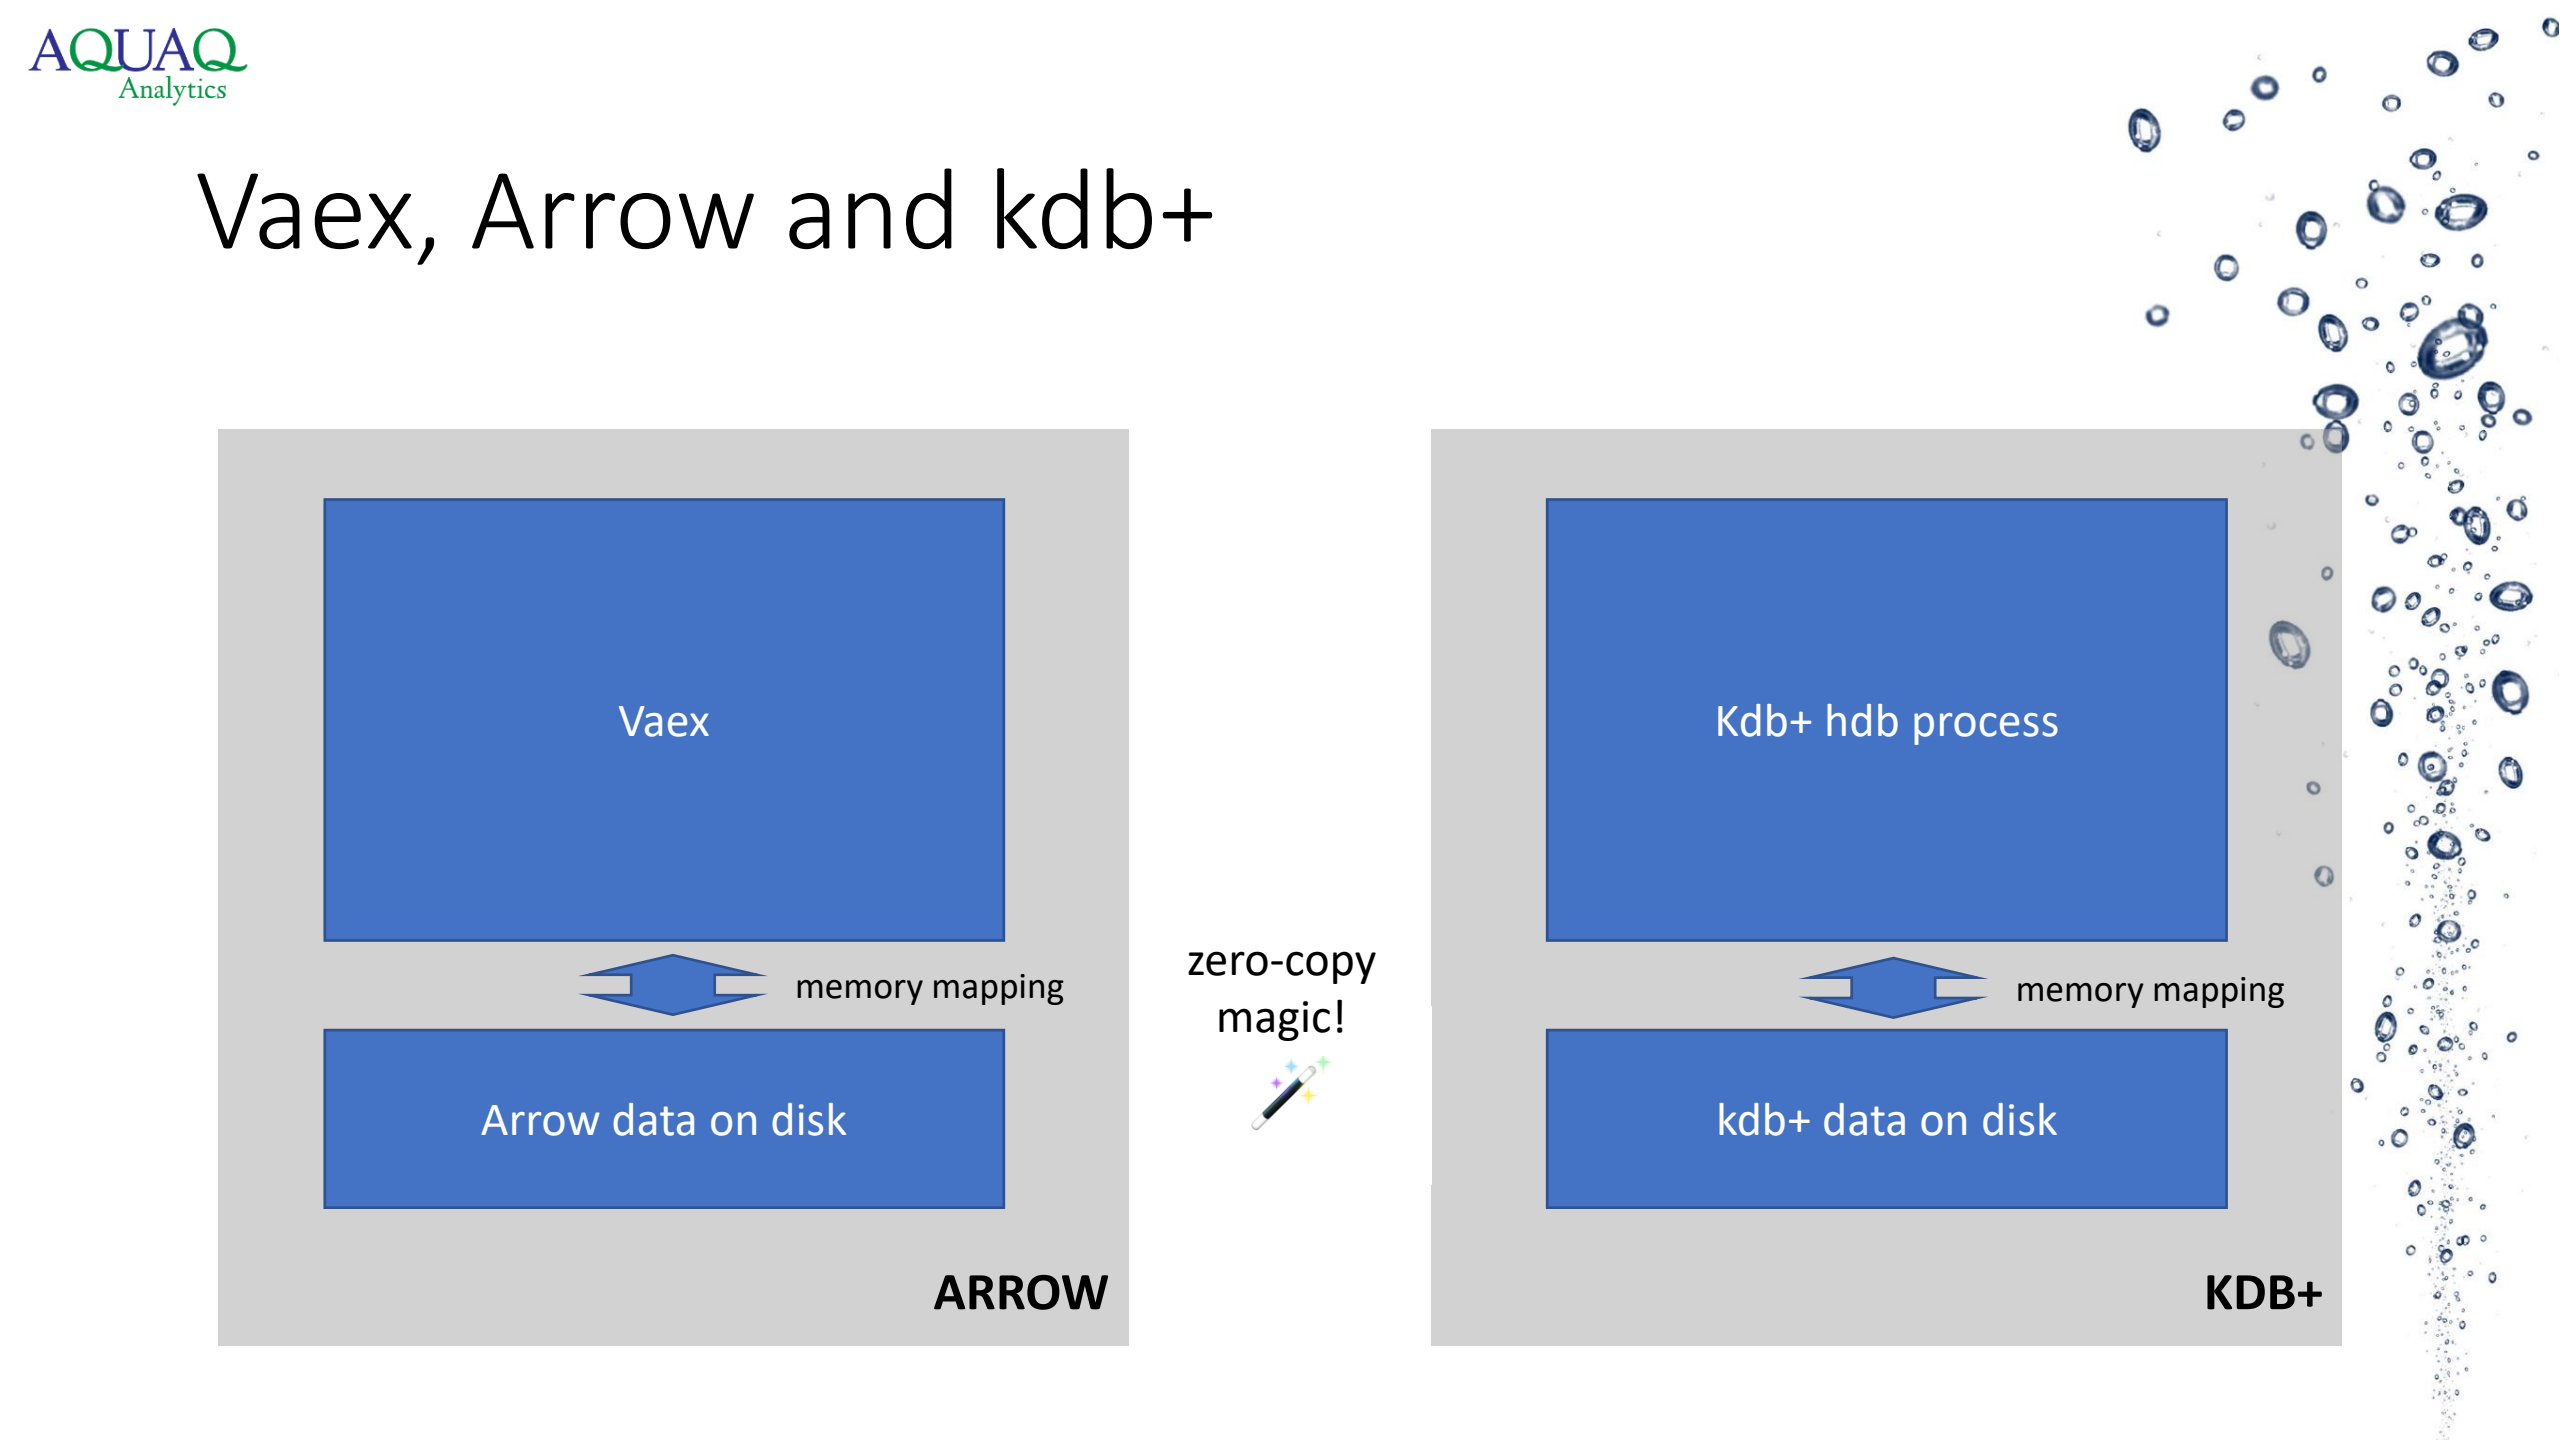 AQUAQ
Analytics
Vaex, Arrow and kdb+
Vaex
memory mapping
Arrow data on disk
ARROW
zero-copy
magic!
Kdb+ hdb process
memory mapping
kdb+ data on disk
KDB+